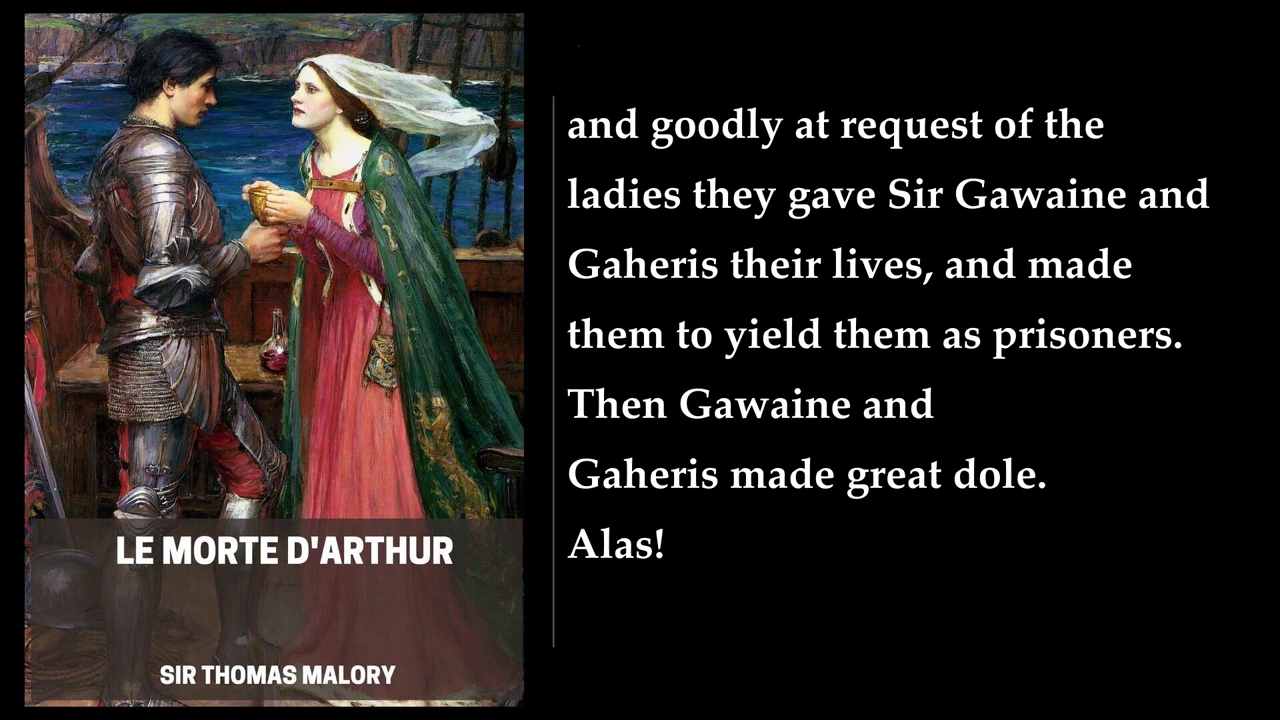 LE MORTE D'ARTHUR
SIR THOMAS MALORY
and goodly at request of the
ladies they gave Sir Gawaine and
Gaheris their lives, and made
them to yield them as prisoners.
Then Gawaine and
Gaheris made great dole.
Alas!